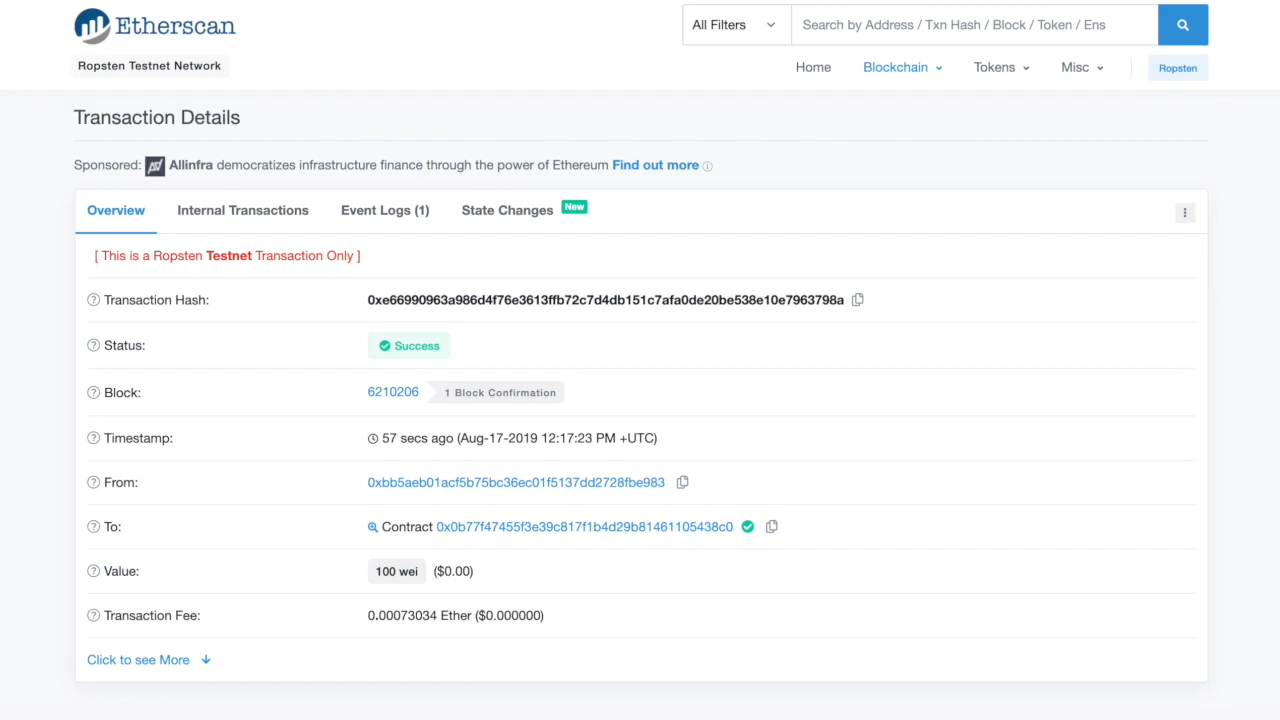 Etherscan
All Filters
Search by Address / Txn Hash / Block / Token / Ens
Ropsten Testnet Network
Home
Blockchain
Tokens
Misc
Ropsten
Transaction Details
Sponsored: Allinfra democratizes infrastructure finance through the power of Ethereum Find out more
Overview
Internal Transactions
Event Logs (1)
State Changes New
[ This is a Ropsten Testnet Transaction Only ]
Transaction Hash: 0xe66990963a986d4f76e3613ffb72c7d4db151c7afa0de20be538e10e7963798a
Status: Success
Block: 6210206 1 Block Confirmation
Timestamp: 57 secs ago (Aug-17-2019 12:17:23 PM +UTC)
From: 0xbb5aeb01acf5b75bc36ec01f5137dd2728fbe983
To: Contract 0x0b77f47455f3e39c817f1b4d29b81461105438c0
Value: 100 wei ($0.00)
Transaction Fee: 0.00073034 Ether ($0.000000)
Click to see More